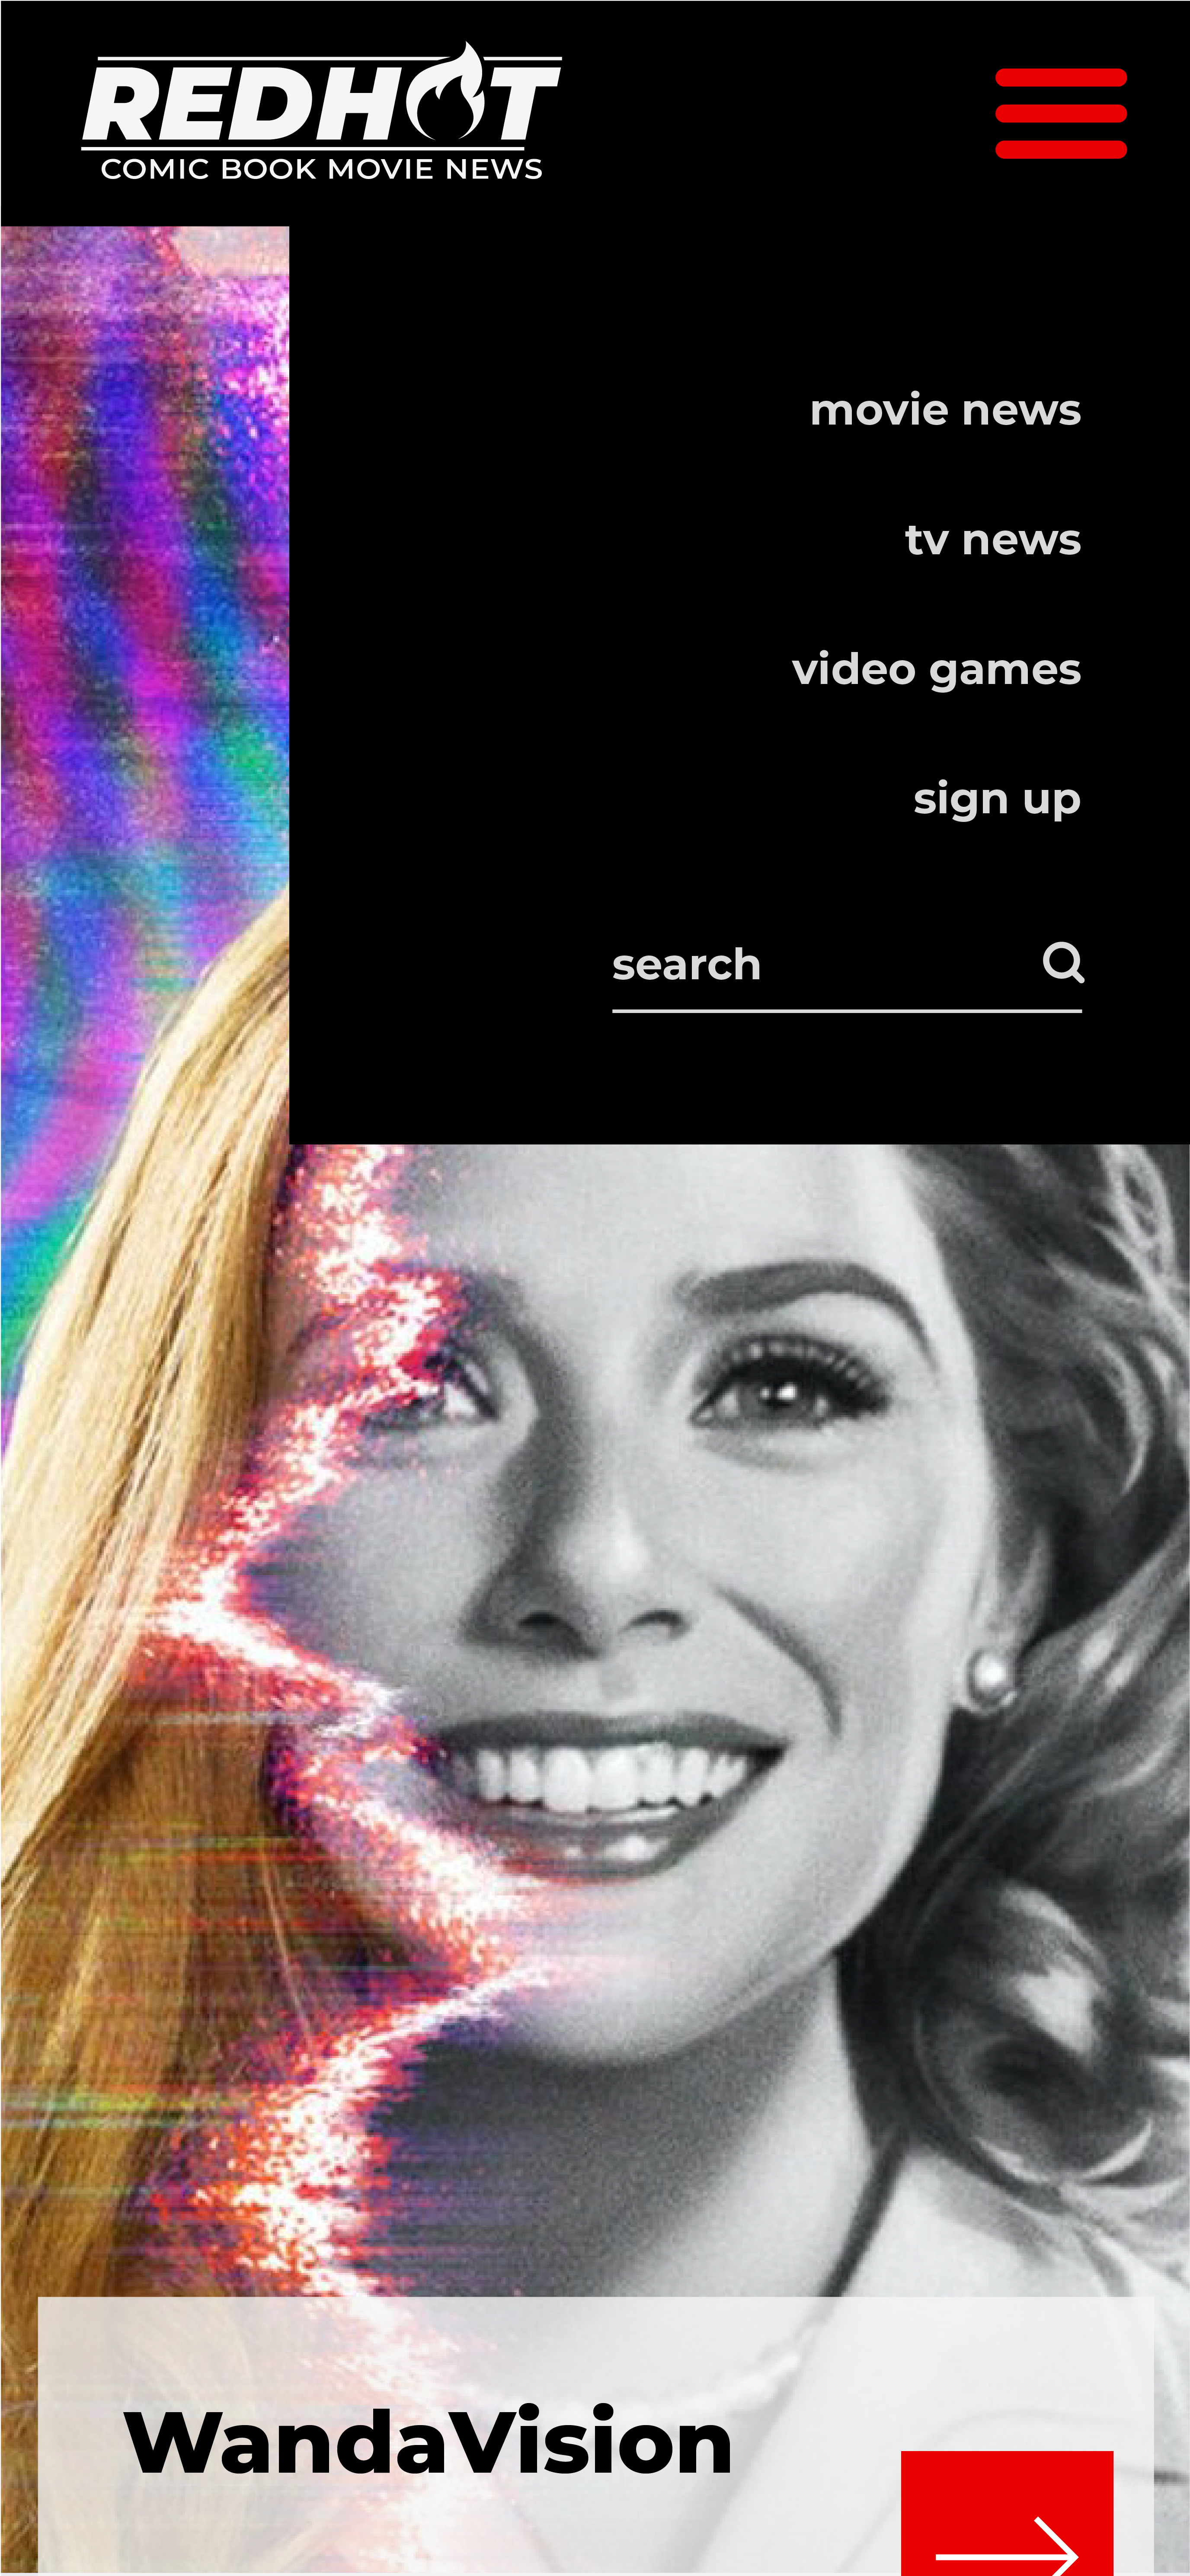 REDHOT
COMIC BOOK MOVIE NEWS
movie news
tv news
video games
sign up
search
WandaVision